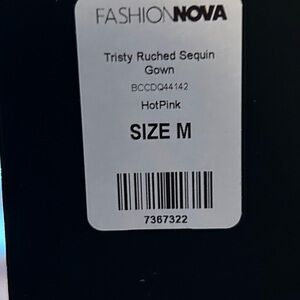 FASHIONNOVA
Tristy Ruched Sequin
Gown
BCCDQ44142
HotPink
SIZE M
7367322